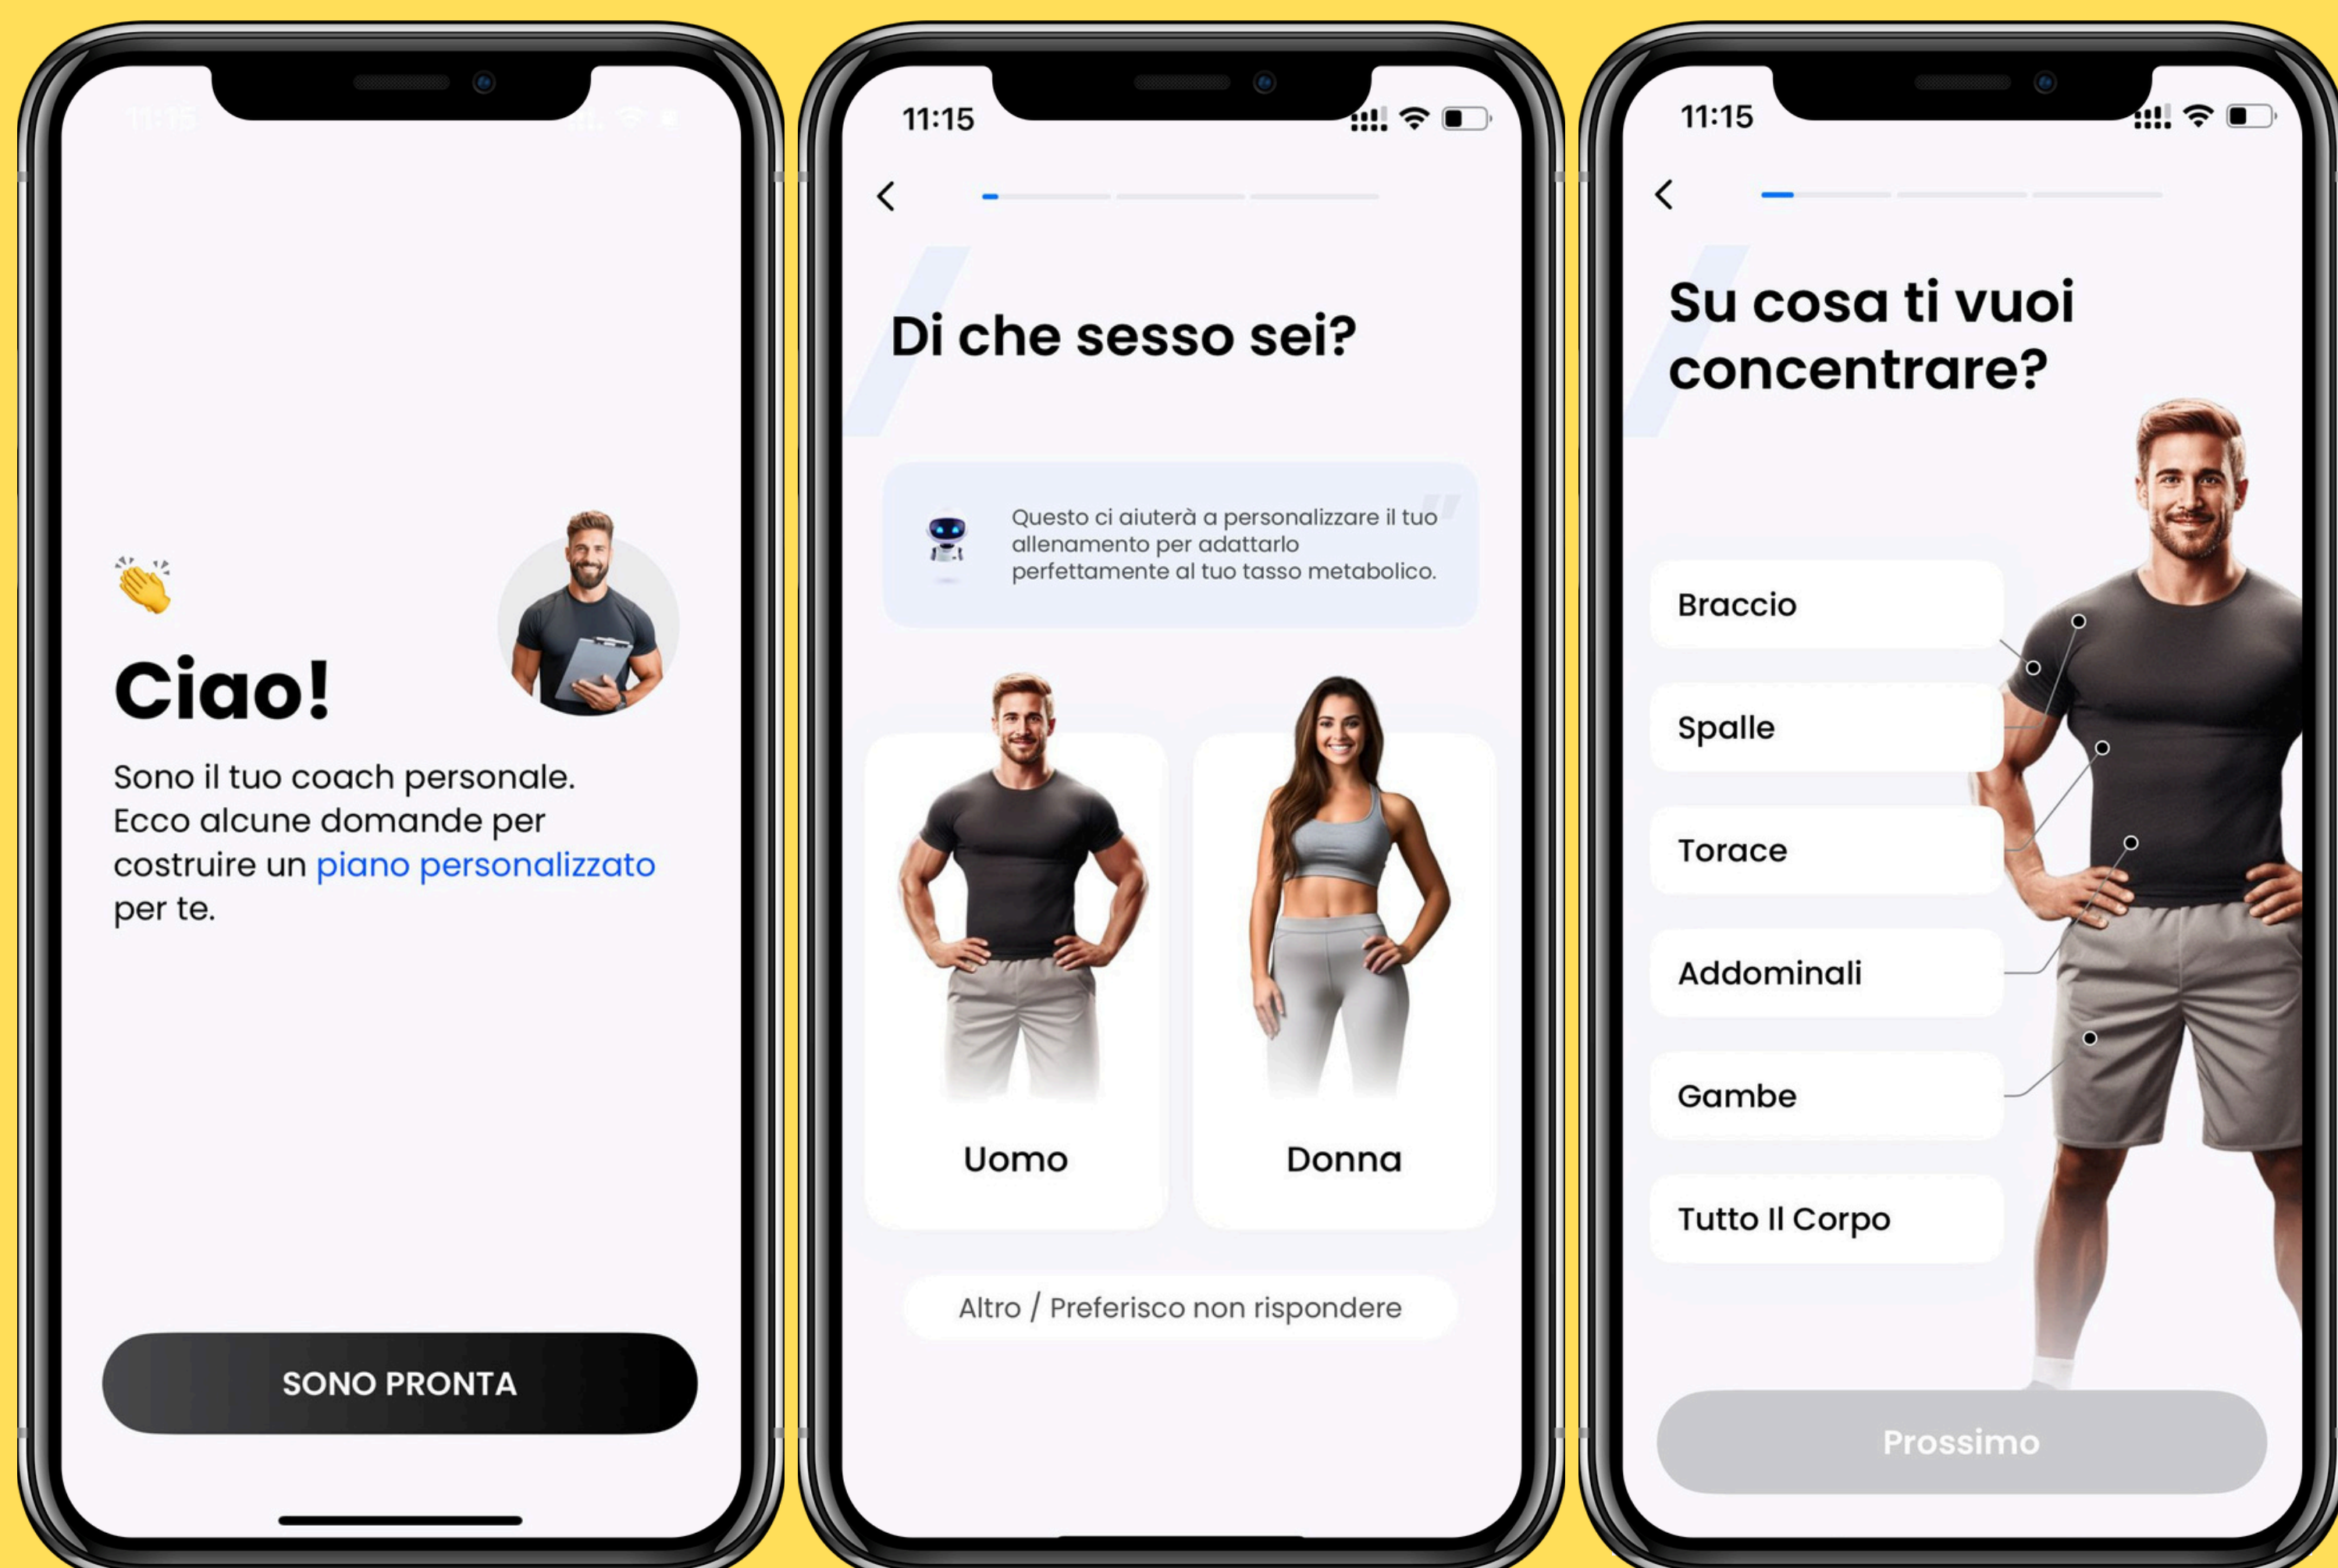 11:15
Ciao!
Sono il tuo coach personale.
Ecco alcune domande per
costruire un piano personalizzato
per te.
SONO PRONTA
11:15
Di che sesso sei?
Questo ci aiuterà a personalizzare il tuo
allenamento per adattarlo
perfettamente al tuo tasso metabolico.
Uomo
Donna
Altro / Preferisco non rispondere
11:15
Su cosa ti vuoi
concentrare?
Braccio
Spalle
Torace
Addominali
Gambe
Tutto Il Corpo
Prossimo